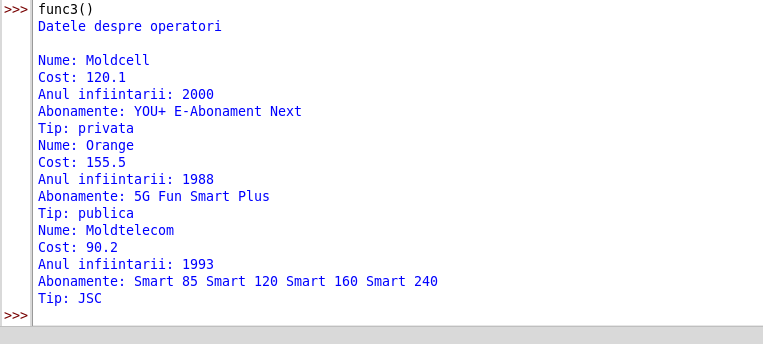 >>> func3()
Datele despre operatori
Nume: Moldcell
Cost: 120.1
Anul infiintarii: 2000
Abonamente: YOU+ E-Abonament Next
Tip: privata
Nume: Orange
Cost: 155.5
Anul infiintarii: 1988
Abonamente: 5G Fun Smart Plus
Tip: publica
Nume: Moldtelecom
Cost: 90.2
Anul infiintarii: 1993
Abonamente: Smart 85 Smart 120 Smart 160 Smart 240
Tip: JSC
>>>